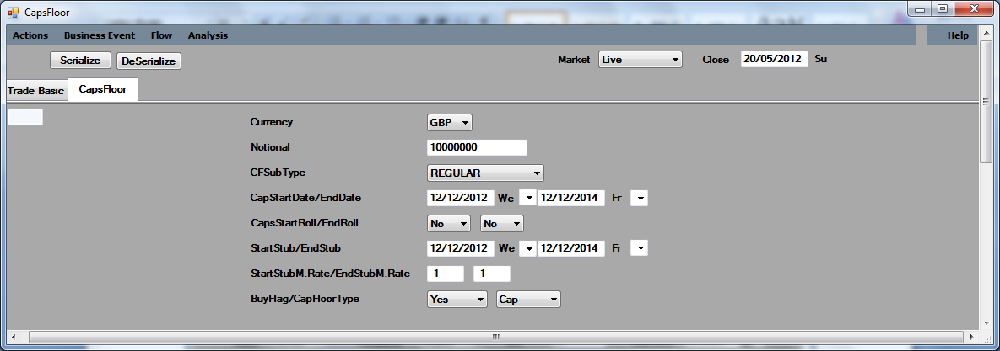 CapsFloor
Actions Business Event Flow Analysis Help
Serialize DeSerialize Market Live Close 20/05/2012 Su
Trade Basic CapsFloor
Currency GBP
Notional 10000000
CFSubType REGULAR
CapStartDate/EndDate 12/12/2012 We 12/12/2014 Fr
CapsStartRoll/EndRoll No No
StartStub/EndStub 12/12/2012 We 12/12/2014 Fr
StartStubM.Rate/EndStubM.Rate -1 -1
BuyFlag/CapFloorType Yes Cap